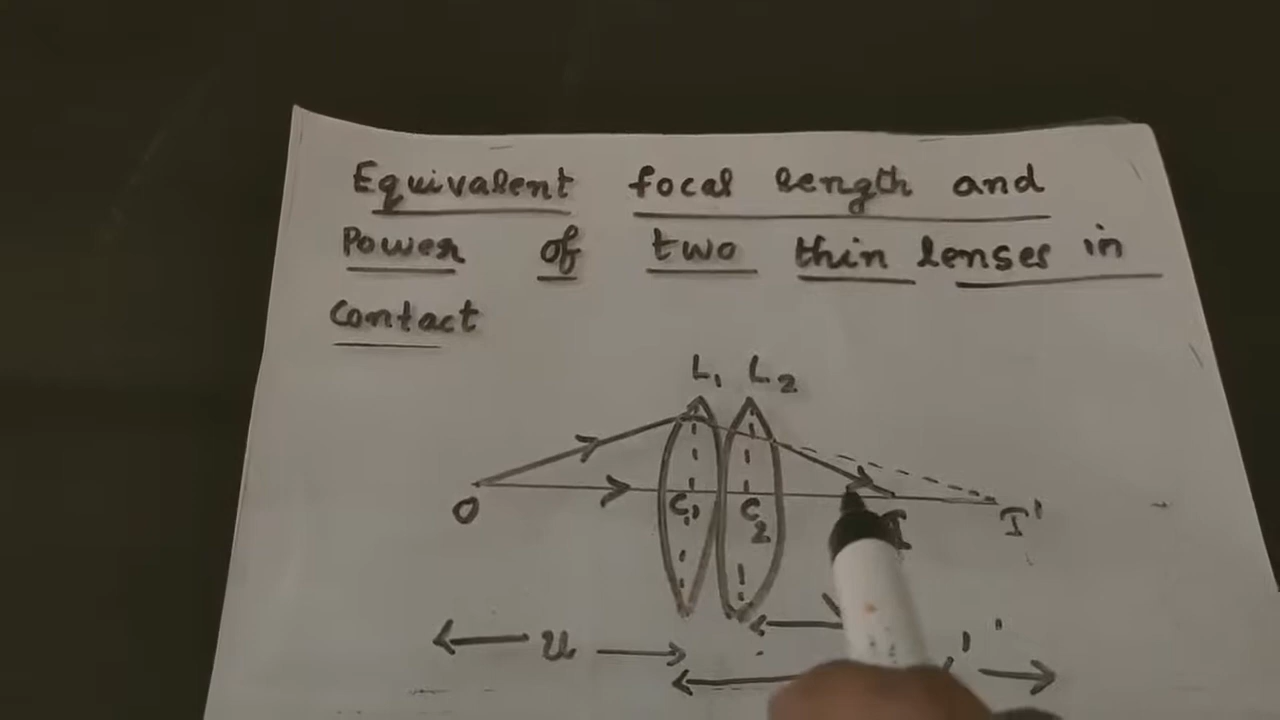 Equivalent focal length and
Power of two thin lenses in
Contact
L₁ L₂
O C₁ C₂ I I'
u